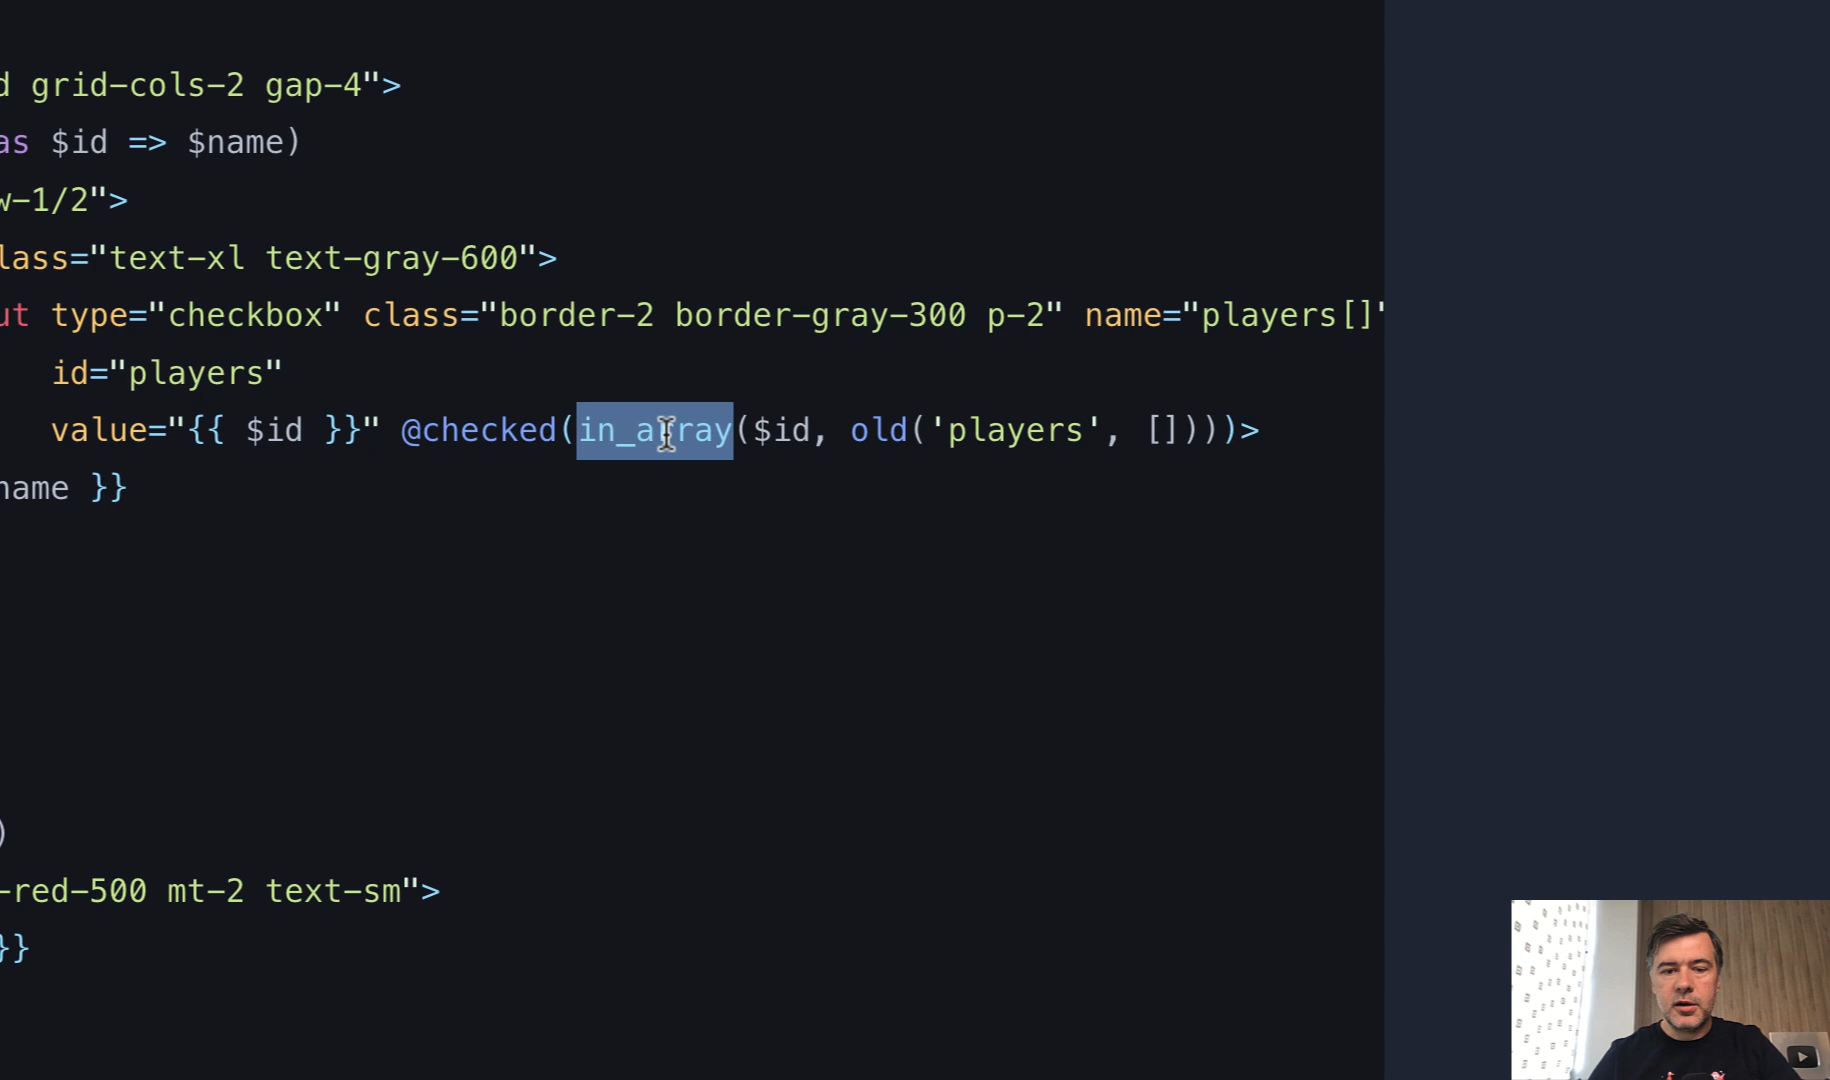 d grid-cols-2 gap-4">
as $id => $name)
w-1/2">
lass="text-xl text-gray-600">
ut type="checkbox" class="border-2 border-gray-300 p-2" name="players[]"
id="players"
value="{{ $id }}" @checked(in_array($id, old('players', [])))>
name }}
)
-red-500 mt-2 text-sm">
}}